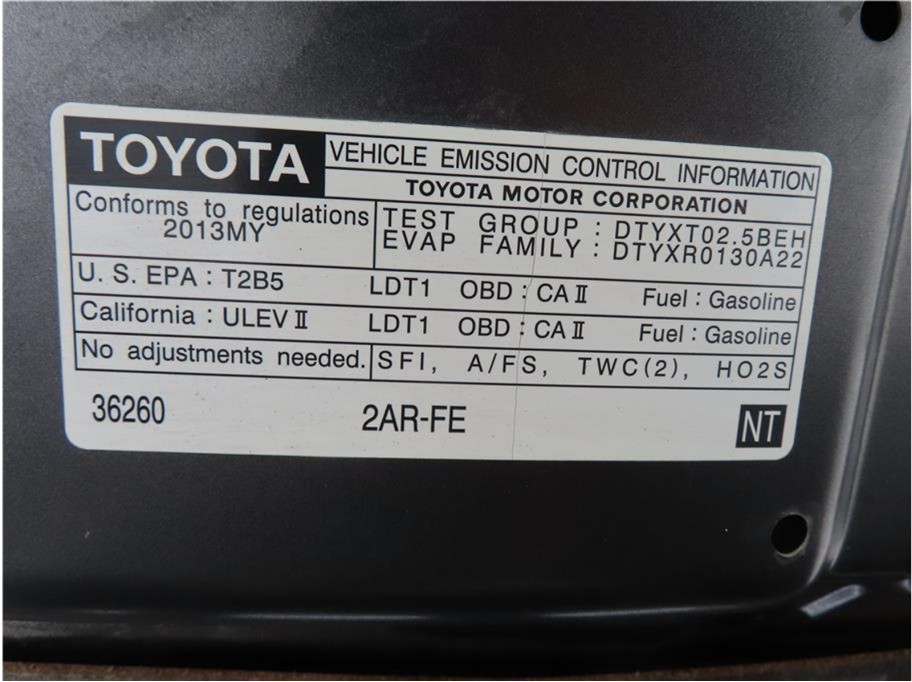 TOYOTA VEHICLE EMISSION CONTROL INFORMATION
TOYOTA MOTOR CORPORATION
Conforms to regulations
2013MY
TEST GROUP : DTYXT02.5BEH
EVAP FAMILY : DTYXR0130A22
U. S. EPA : T2B5 LDT1 OBD : CA II Fuel : Gasoline
California : ULEV II LDT1 OBD : CA II Fuel : Gasoline
No adjustments needed. SFI, A/FS, TWC(2), HO2S
36260 2AR-FE NT